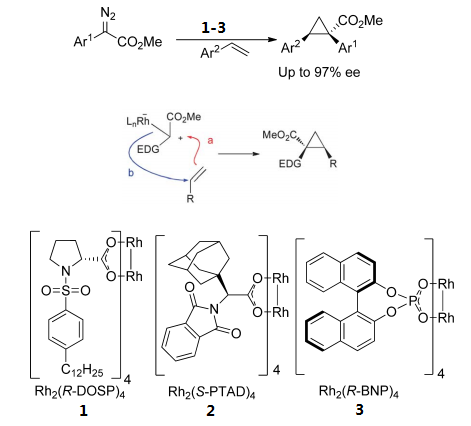 N₂
Ar¹ CO₂Me
1-3
Ar²
CO₂Me
Ar² Ar¹
Up to 97% ee
LₙRh̄ CO₂Me
EDG + a
b
R
MeO₂C
EDG R
O Rh
O Rh
N
O=S=O
C₁₂H₂₅
4
Rh₂(R-DOSP)₄
1
O
N
O
O Rh
O Rh
4
Rh₂(S-PTAD)₄
2
O
O
P
O Rh
O Rh
4
Rh₂(R-BNP)₄
3